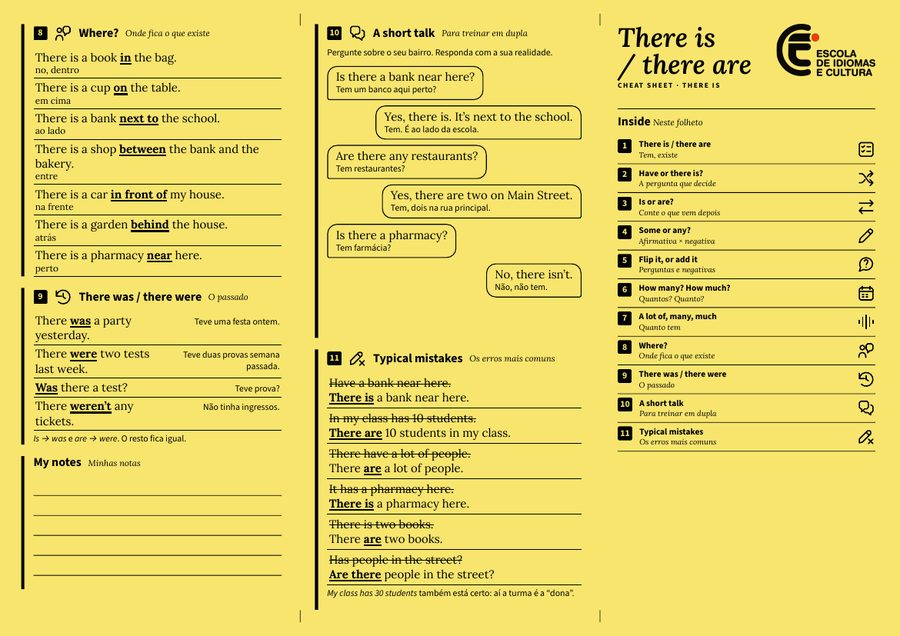 8 Where? Onde fica o que existe
There is a book in the bag.
no, dentro
There is a cup on the table.
em cima
There is a bank next to the school.
ao lado
There is a shop between the bank and the
bakery.
entre
There is a car in front of my house.
na frente
There is a garden behind the house.
atrás
There is a pharmacy near here.
perto
9 There was / there were O passado
There was a party
yesterday.
Teve uma festa ontem.
There were two tests
last week.
Teve duas provas semana
passada.
Was there a test? Teve prova?
There weren’t any
tickets.
Não tinha ingressos.
Is → was e are → were. O resto fica igual.
My notes Minhas notas
10 A short talk Para treinar em dupla
Pergunte sobre o seu bairro. Responda com a sua realidade.
Is there a bank near here?
Tem um banco aqui perto?
Yes, there is. It’s next to the school.
Tem. É ao lado da escola.
Are there any restaurants?
Tem restaurantes?
Yes, there are two on Main Street.
Tem, dois na rua principal.
Is there a pharmacy?
Tem farmácia?
No, there isn’t.
Não, não tem.
11 Typical mistakes Os erros mais comuns
Have a bank near here.
There is a bank near here.
In my class has 10 students.
There are 10 students in my class.
There have a lot of people.
There are a lot of people.
It has a pharmacy here.
There is a pharmacy here.
There is two books.
There are two books.
Has people in the street?
Are there people in the street?
My class has 30 students também está certo: aí a turma é a “dona”.
There is
/ there are
CHEAT SHEET · THERE IS
ESCOLA
DE IDIOMAS
E CULTURA
Inside Neste folheto
1 There is / there are
Tem, existe
2 Have or there is?
A pergunta que decide
3 Is or are?
Conte o que vem depois
4 Some or any?
Afirmativa × negativa
5 Flip it, or add it
Perguntas e negativas
6 How many? How much?
Quantos? Quanto?
7 A lot of, many, much
Quanto tem
8 Where?
Onde fica o que existe
9 There was / there were
O passado
10 A short talk
Para treinar em dupla
11 Typical mistakes
Os erros mais comuns